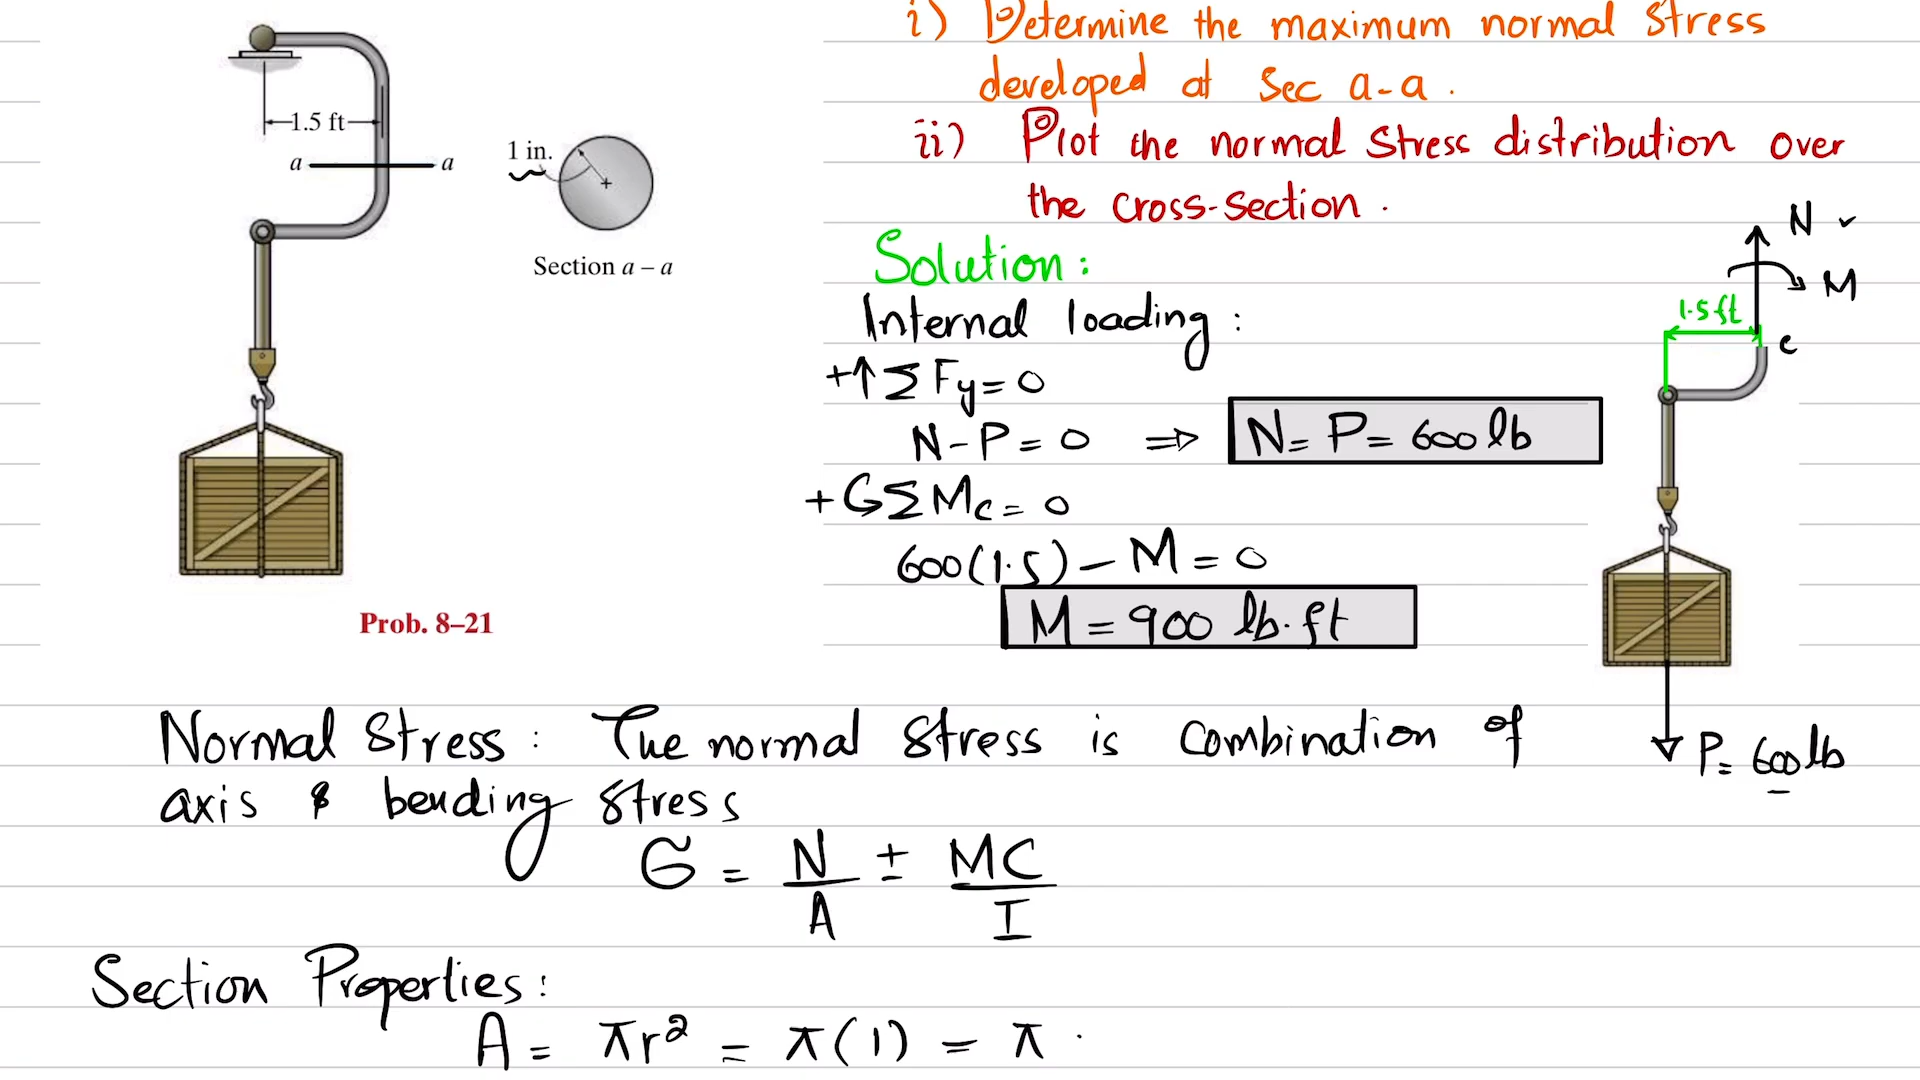 i) Determine the maximum normal stress
developed at Sec a-a .
ii) Plot the normal stress distribution over
the cross-section .
1.5 ft
a
a
1 in.
Section a – a
Prob. 8–21
Solution:
Internal loading :
+↑ΣFy = 0
N - P = 0 ⇒ N = P = 600 lb
+↺ΣMc = 0
600(1.5) - M = 0
M = 900 lb.ft
N
M
1.5 ft
c
P = 600 lb
Normal Stress : The normal stress is combination of
axis & bending stress
σ = N/A ± MC/I
Section Properties :
A = πr² = π(1) = π .